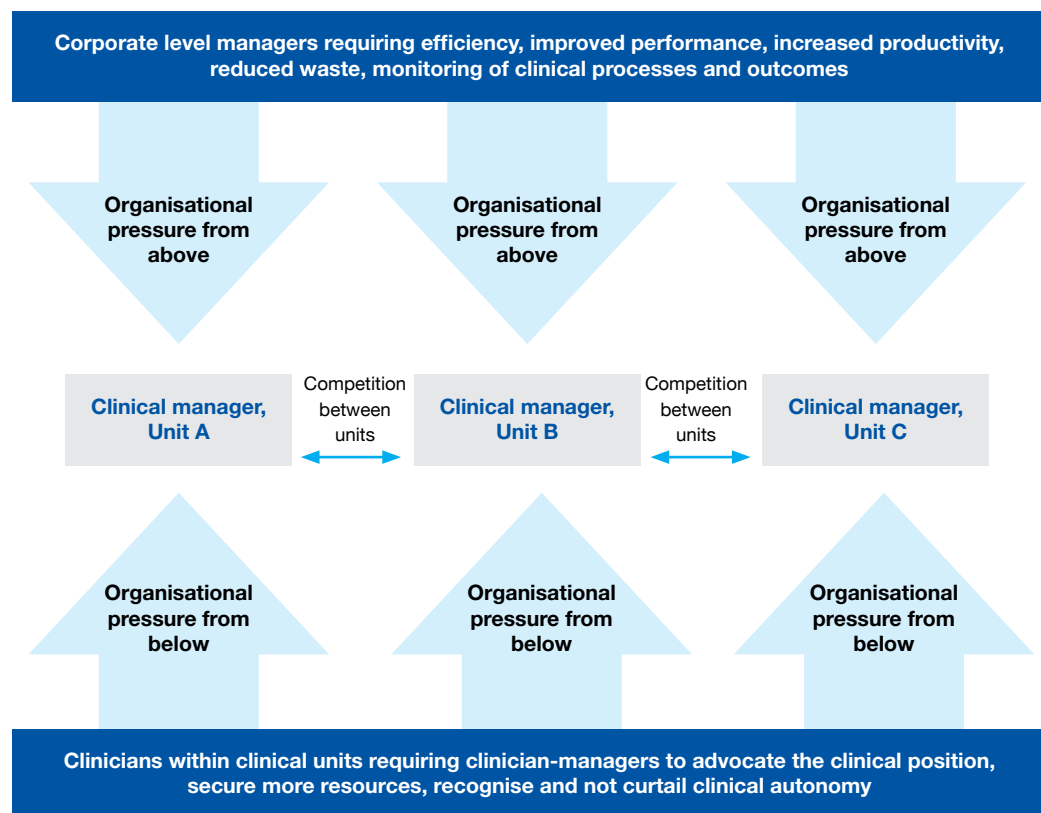 Corporate level managers requiring efficiency, improved performance, increased productivity,
reduced waste, monitoring of clinical processes and outcomes
Organisational
pressure from
above
Organisational
pressure from
above
Organisational
pressure from
above
Clinical manager,
Unit A
Competition
between
units
Clinical manager,
Unit B
Competition
between
units
Clinical manager,
Unit C
Organisational
pressure from
below
Organisational
pressure from
below
Organisational
pressure from
below
Clinicians within clinical units requiring clinician-managers to advocate the clinical position,
secure more resources, recognise and not curtail clinical autonomy